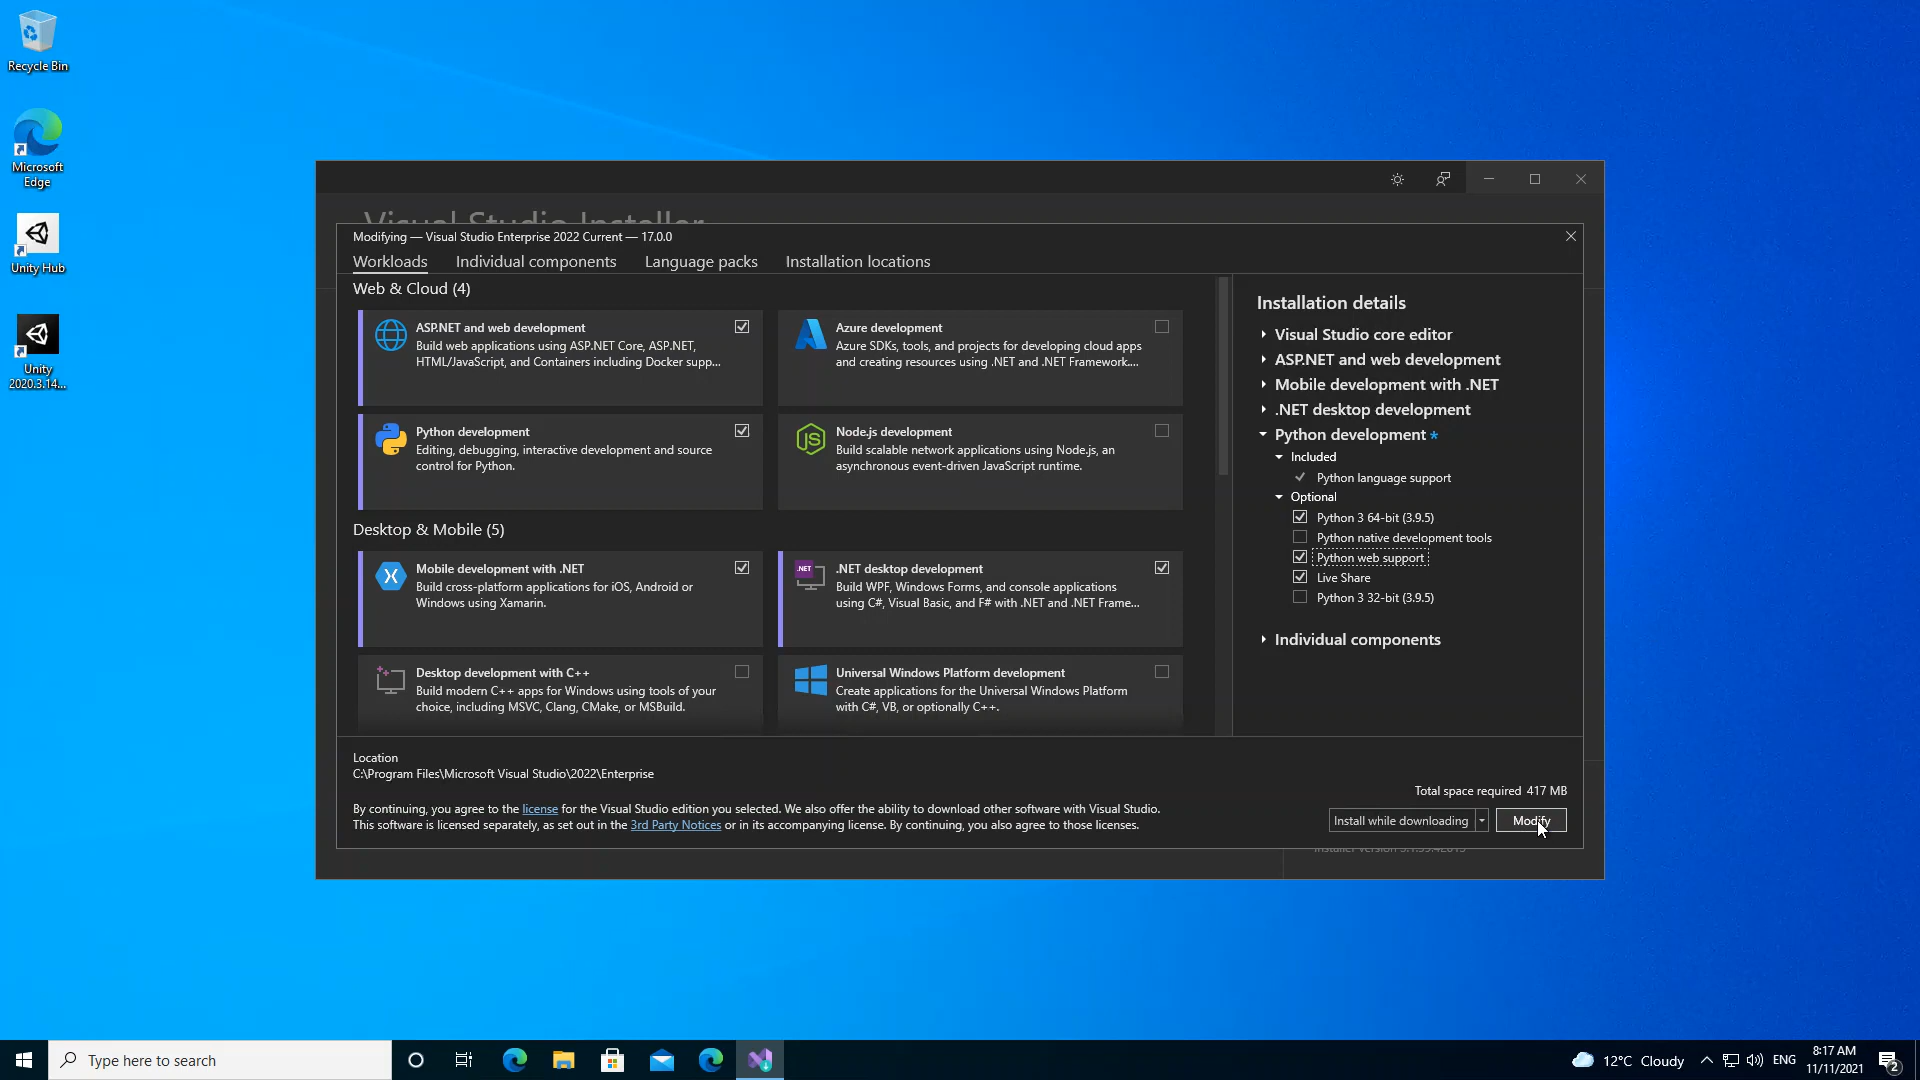 Recycle Bin
Microsoft
Edge
Unity Hub
Unity
2020.3.14...
Visual Studio Installer
Modifying — Visual Studio Enterprise 2022 Current — 17.0.0
Workloads
Individual components
Language packs
Installation locations
Web & Cloud (4)
ASP.NET and web development
Build web applications using ASP.NET Core, ASP.NET,
HTML/JavaScript, and Containers including Docker supp...
Azure development
Azure SDKs, tools, and projects for developing cloud apps
and creating resources using .NET and .NET Framework....
Python development
Editing, debugging, interactive development and source
control for Python.
Node.js development
Build scalable network applications using Node.js, an
asynchronous event-driven JavaScript runtime.
Desktop & Mobile (5)
Mobile development with .NET
Build cross-platform applications for iOS, Android or
Windows using Xamarin.
.NET
.NET desktop development
Build WPF, Windows Forms, and console applications
using C#, Visual Basic, and F# with .NET and .NET Frame...
Desktop development with C++
Build modern C++ apps for Windows using tools of your
choice, including MSVC, Clang, CMake, or MSBuild.
Universal Windows Platform development
Create applications for the Universal Windows Platform
with C#, VB, or optionally C++.
Installation details
Visual Studio core editor
ASP.NET and web development
Mobile development with .NET
.NET desktop development
Python development *
Included
Python language support
Optional
Python 3 64-bit (3.9.5)
Python native development tools
Python web support
Live Share
Python 3 32-bit (3.9.5)
Individual components
Location
C:\Program Files\Microsoft Visual Studio\2022\Enterprise
By continuing, you agree to the license for the Visual Studio edition you selected. We also offer the ability to download other software with Visual Studio.
This software is licensed separately, as set out in the 3rd Party Notices or in its accompanying license. By continuing, you also agree to those licenses.
Total space required 417 MB
Install while downloading
Modify
Type here to search
12°C Cloudy
ENG
8:17 AM
11/11/2021
2